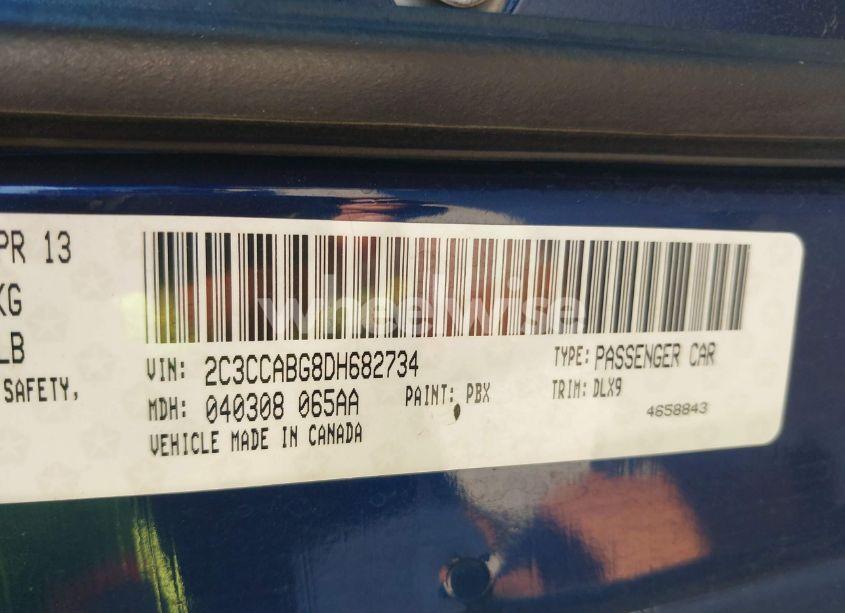 PR 13
KG
LB
SAFETY,
VIN: 2C3CCABG8DH682734
TYPE: PASSENGER CAR
MDH: 040308 065AA
PAINT: PBX
TRIM: DLX9
VEHICLE MADE IN CANADA
4658843
wheelwise